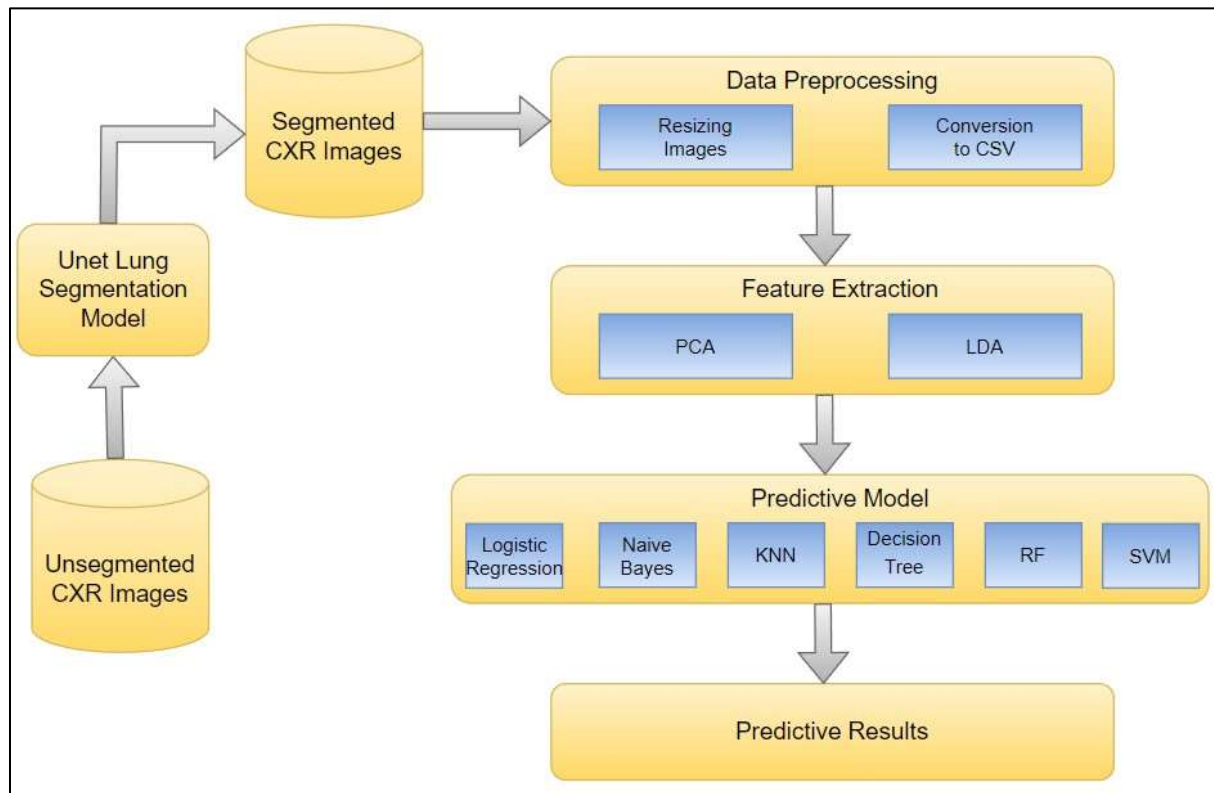 Unsegmented
CXR Images
Unet Lung
Segmentation
Model
Segmented
CXR Images
Data Preprocessing
Resizing
Images
Conversion
to CSV
Feature Extraction
PCA
LDA
Predictive Model
Logistic
Regression
Naive
Bayes
KNN
Decision
Tree
RF
SVM
Predictive Results